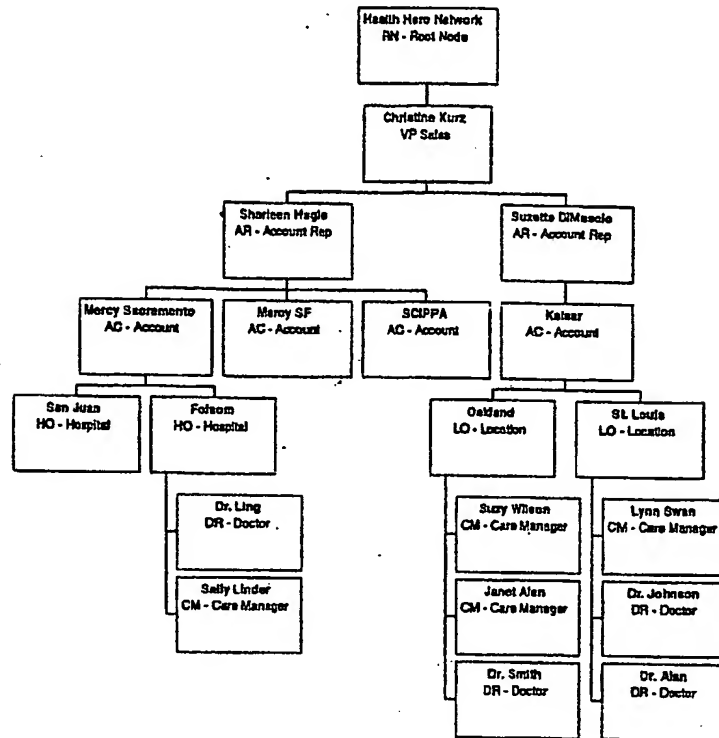 Health Hero Network
RN - Root Node
Christine Kurz
VP Sales
Sharleen Hagle
AR - Account Rep
Suzette DiMascio
AR - Account Rep
Mercy Sacramento
AC - Account
Mercy SF
AC - Account
SCIPPA
AC - Account
Kaiser
AC - Account
San Juan
HO - Hospital
Folsom
HO - Hospital
Oakland
LO - Location
St. Louis
LO - Location
Dr. Ling
DR - Doctor
Sally Linder
CM - Care Manager
Suzy Wilson
CM - Care Manager
Janet Alan
CM - Care Manager
Dr. Smith
DR - Doctor
Lynn Swan
CM - Care Manager
Dr. Johnson
DR - Doctor
Dr. Alan
DR - Doctor